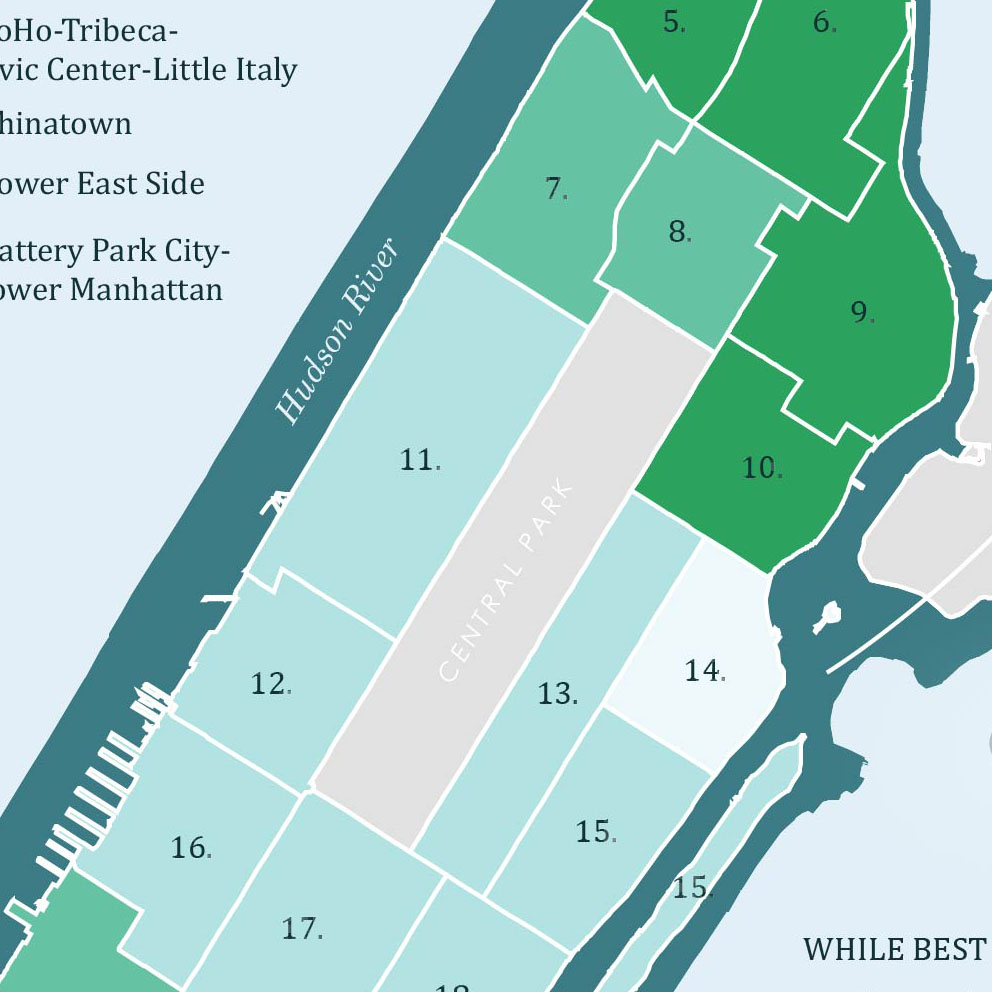 oHo-Tribeca-
vic Center-Little Italy
hinatown
ower East Side
attery Park City-
ower Manhattan
5.
6.
7.
8.
9.
Hudson River
10.
11.
CENTRAL PARK
12.
13.
14.
15.
16.
15.
17.
WHILE BEST